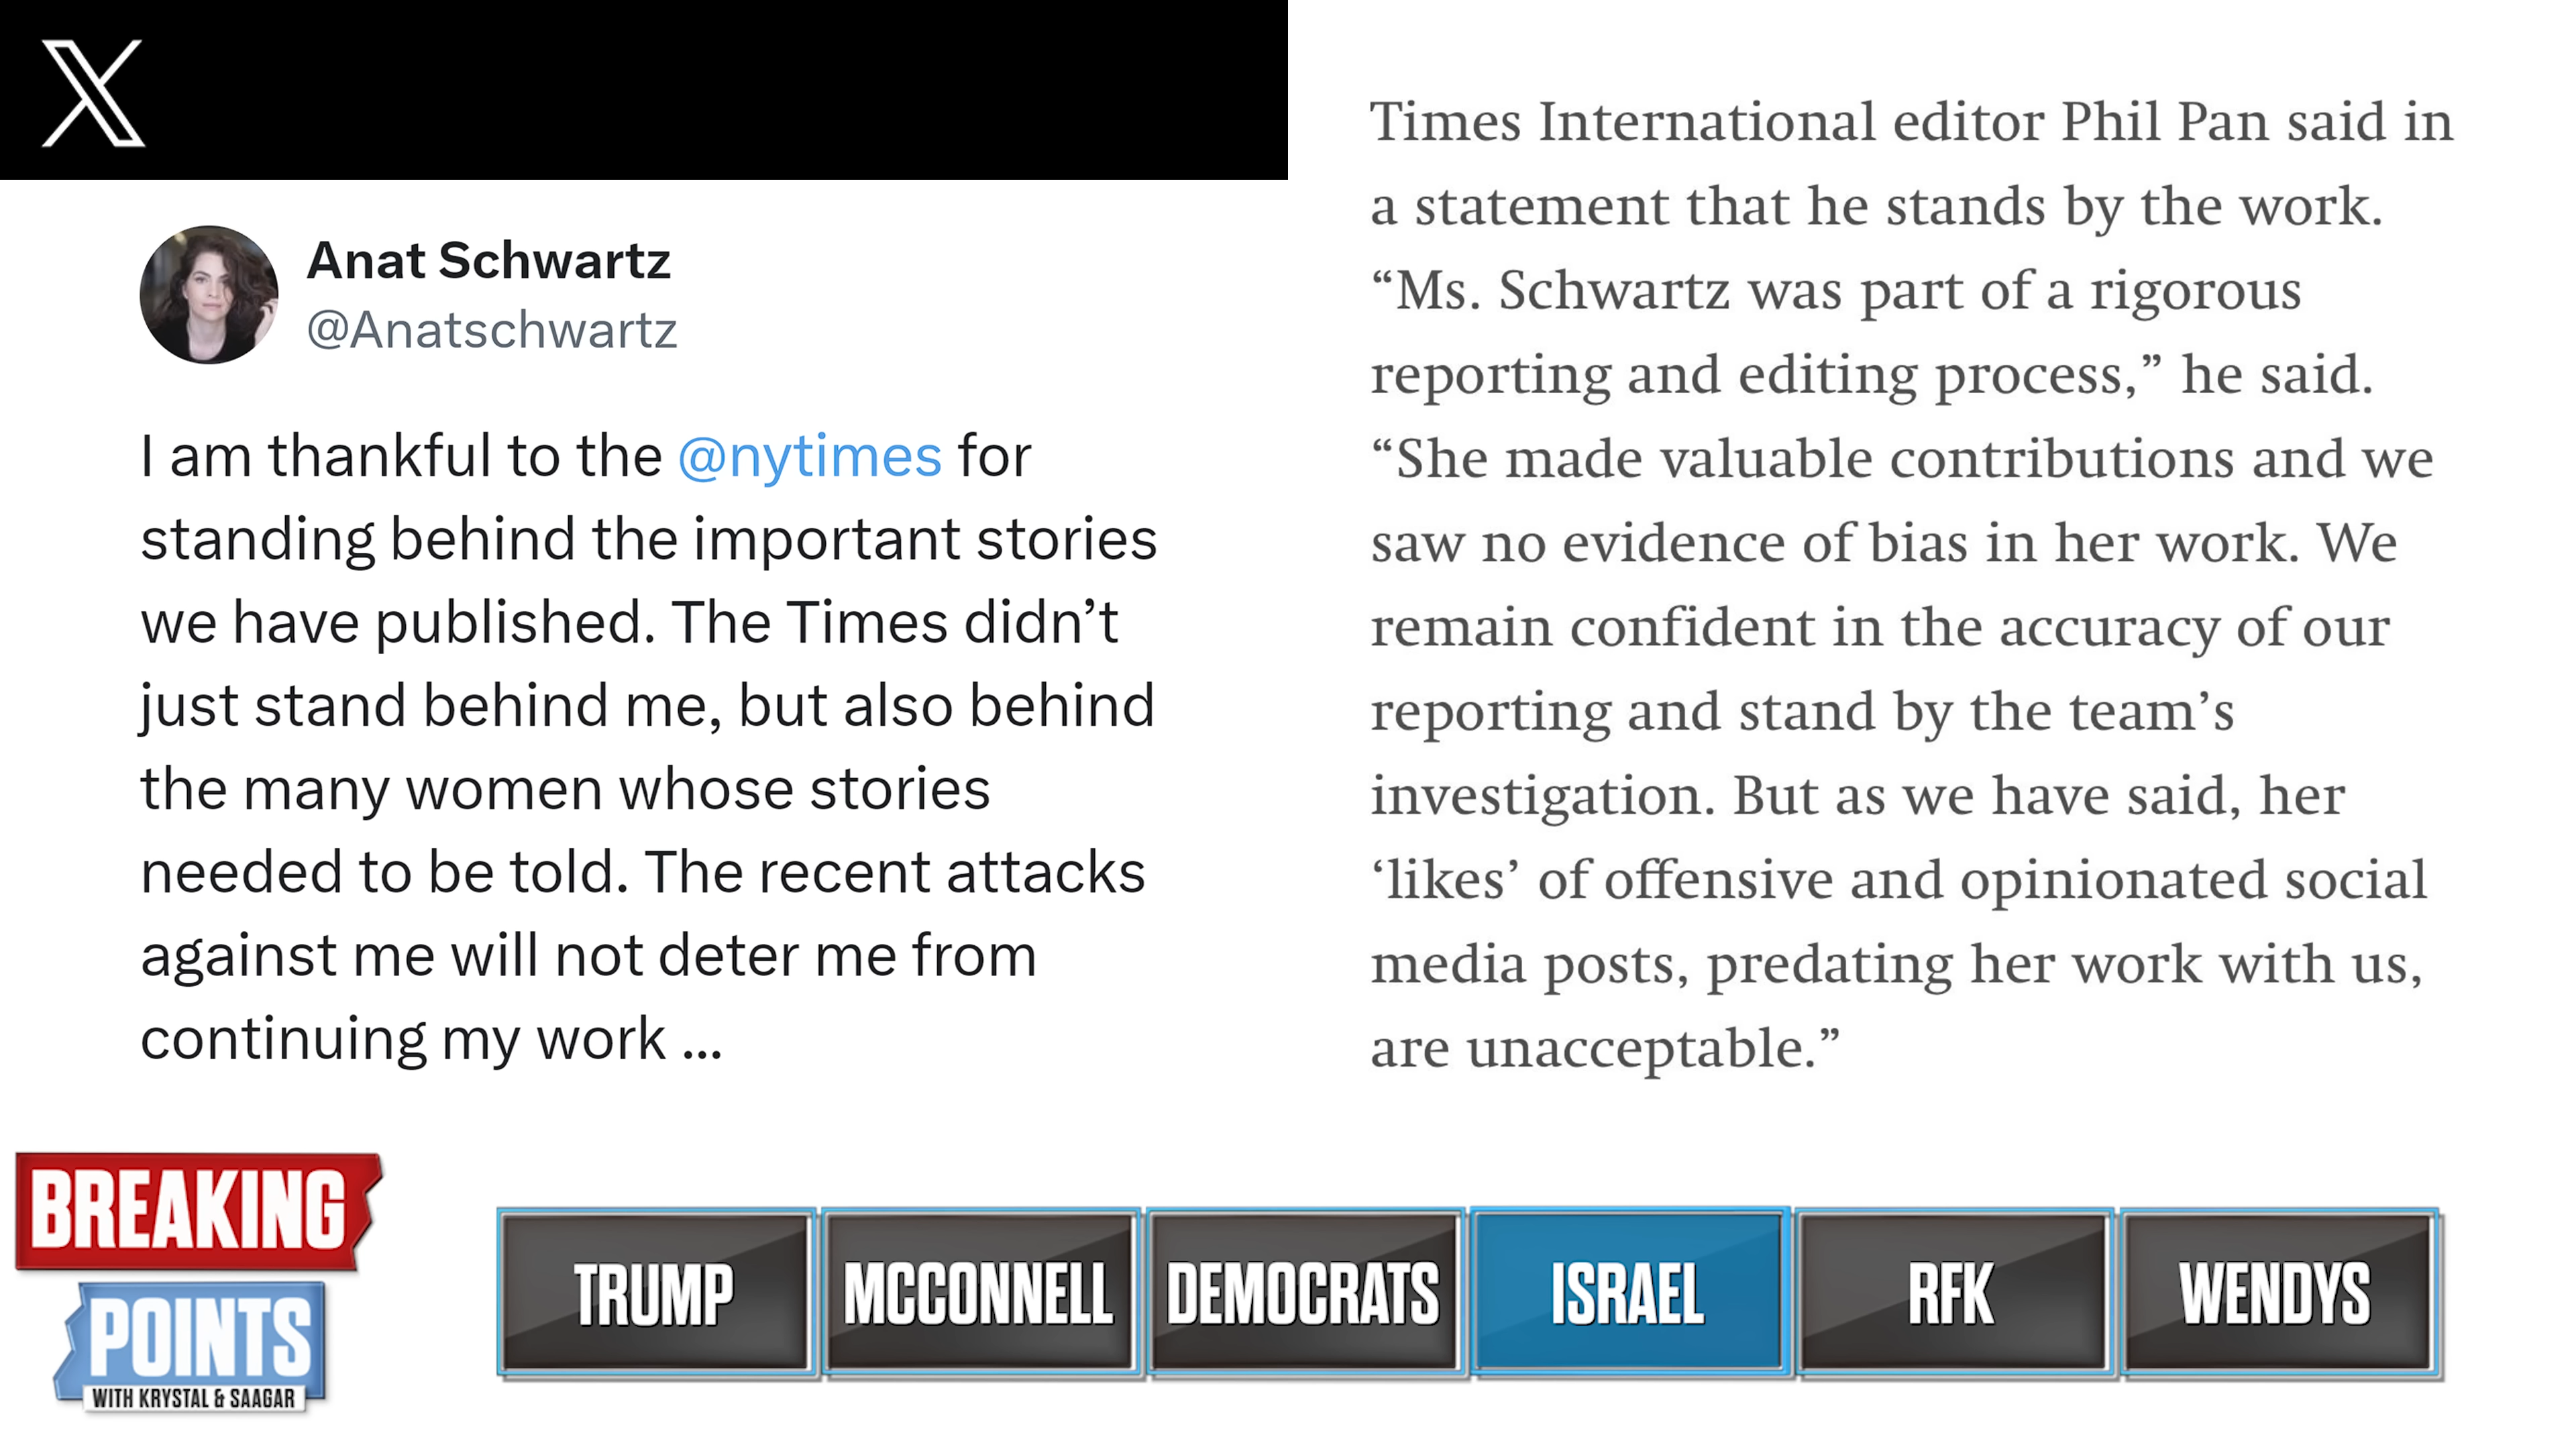 X
Anat Schwartz
@Anatschwartz
I am thankful to the @nytimes for
standing behind the important stories
we have published. The Times didn’t
just stand behind me, but also behind
the many women whose stories
needed to be told. The recent attacks
against me will not deter me from
continuing my work ...
Times International editor Phil Pan said in
a statement that he stands by the work.
“Ms. Schwartz was part of a rigorous
reporting and editing process,” he said.
“She made valuable contributions and we
saw no evidence of bias in her work. We
remain confident in the accuracy of our
reporting and stand by the team’s
investigation. But as we have said, her
‘likes’ of offensive and opinionated social
media posts, predating her work with us,
are unacceptable.”
BREAKING
POINTS
WITH KRYSTAL & SAAGAR
TRUMP
MCCONNELL
DEMOCRATS
ISRAEL
RFK
WENDYS